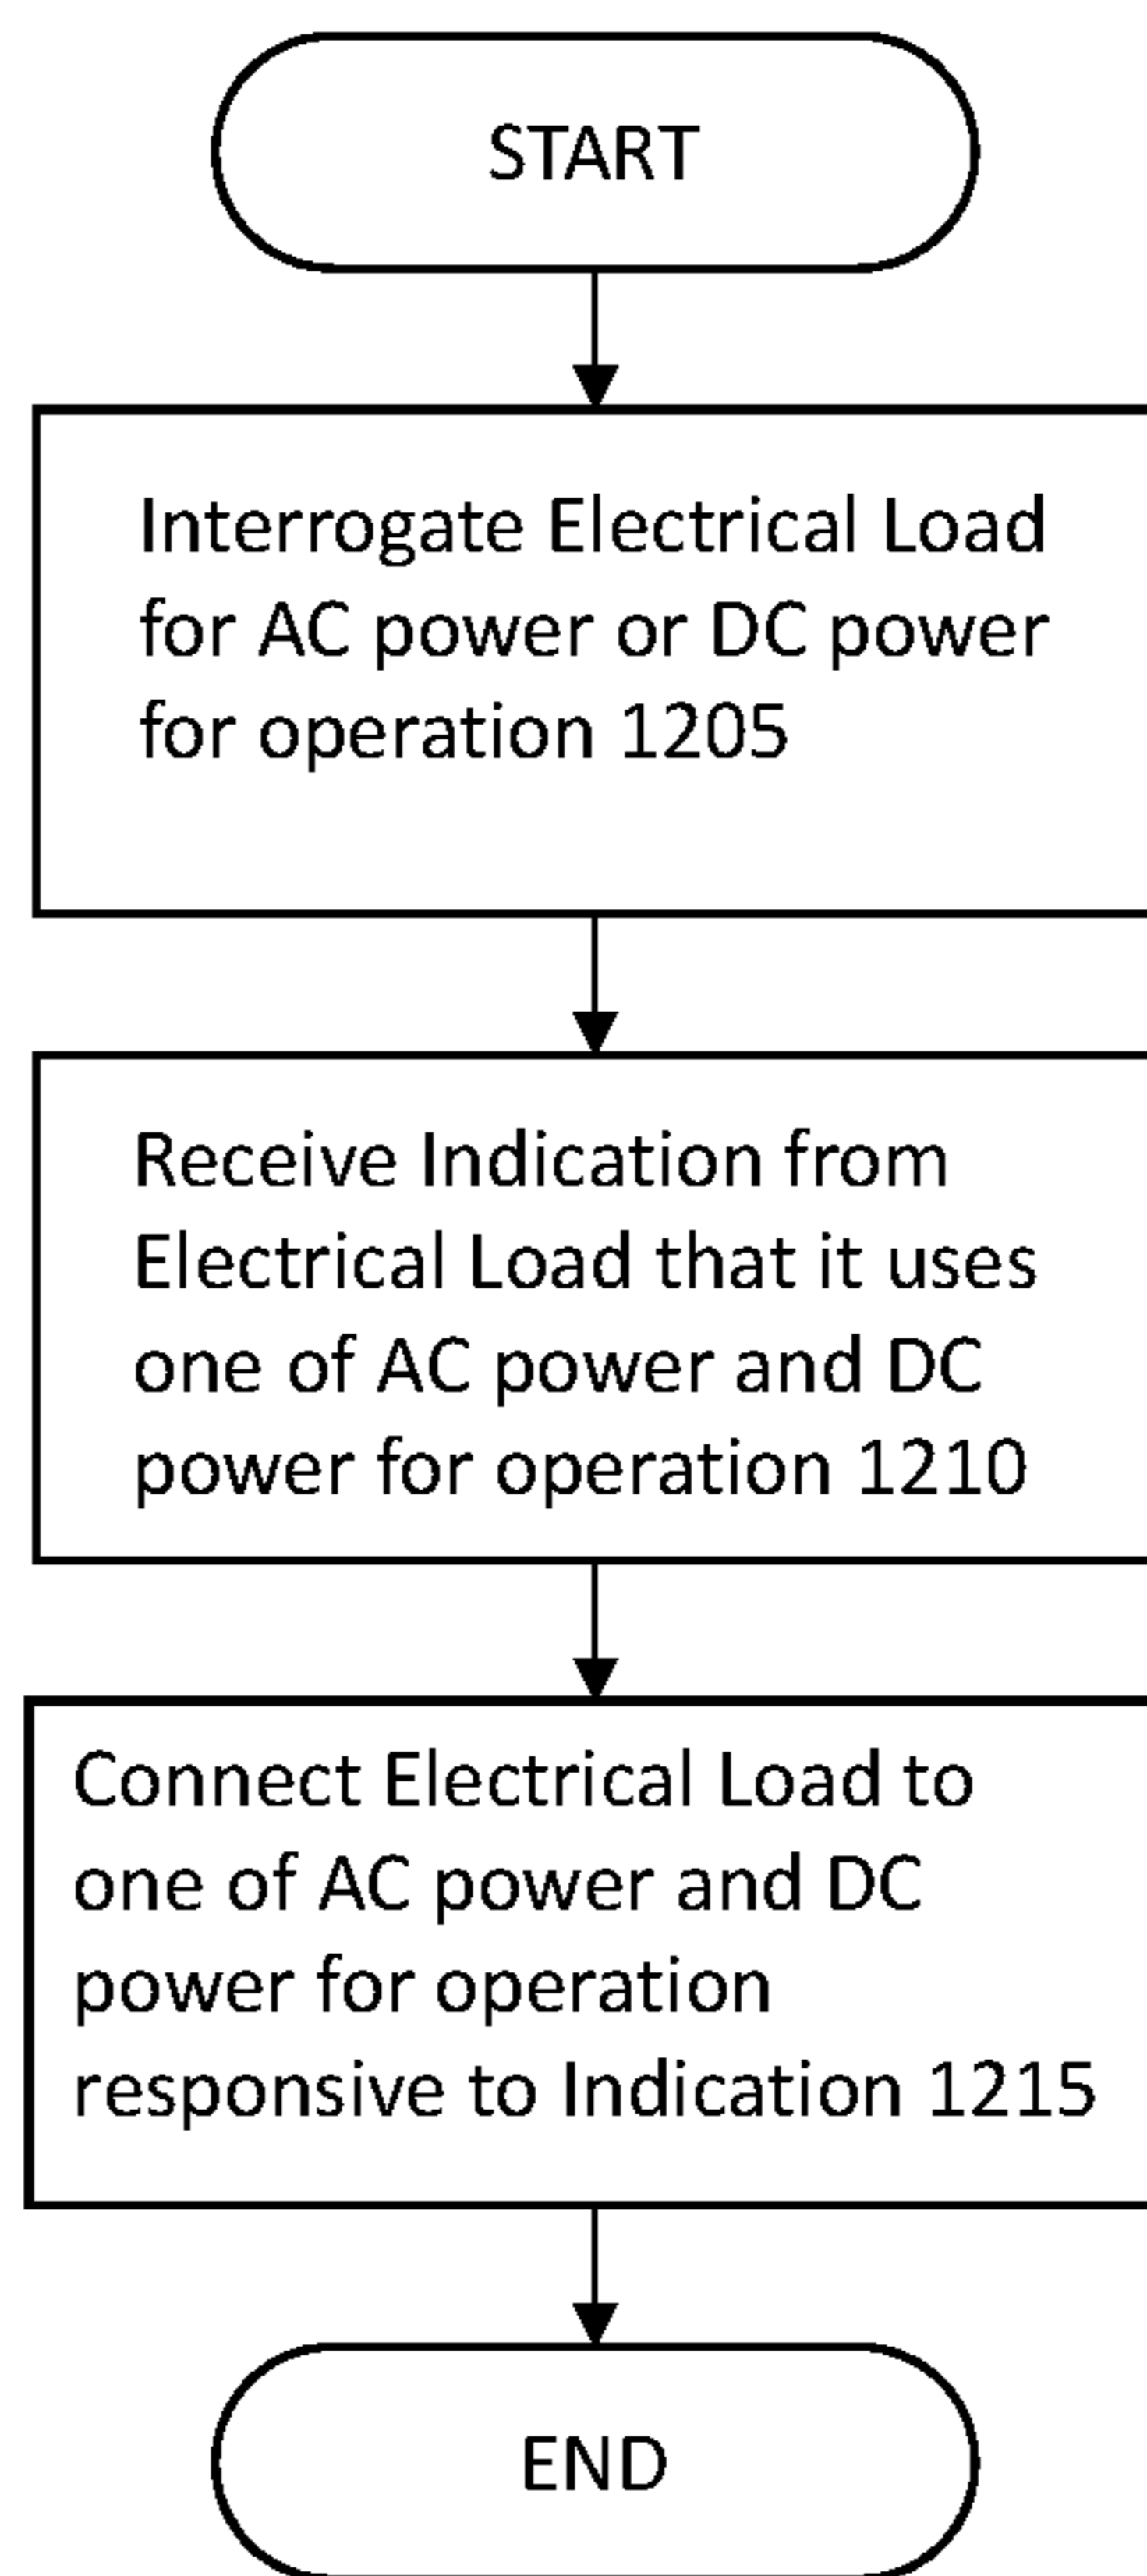 START
Interrogate Electrical Load
for AC power or DC power
for operation 1205
Receive Indication from
Electrical Load that it uses
one of AC power and DC
power for operation 1210
Connect Electrical Load to
one of AC power and DC
power for operation
responsive to Indication 1215
END